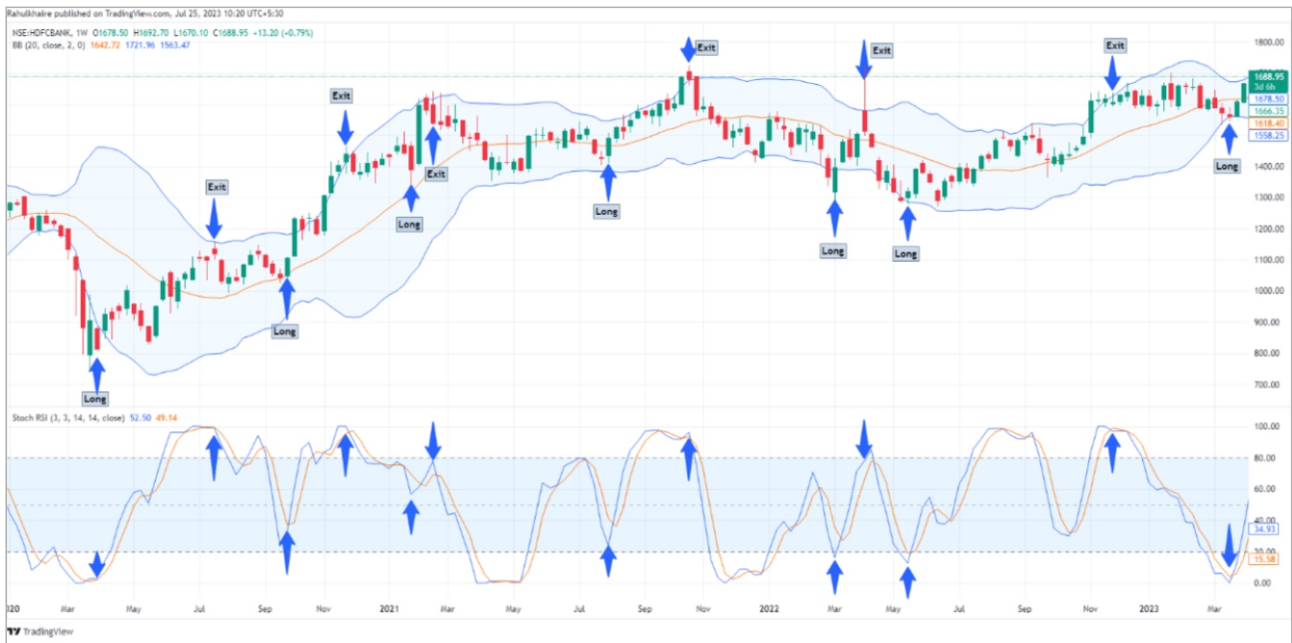 Rahulkhaire published on TradingView.com, Jul 25, 2023 10:20 UTC+5:30
NSE:HDFCBANK, 1W O1678.50 H1692.70 L1670.10 C1688.95 +13.20 (+0.79%)
BB (20, close, 2, 0) 1642.72 1721.96 1563.47
Exit
Exit
Exit
Exit
Exit
Exit
Exit
Long
Long
Long
Long
Long
Long
Long
Long
1800.00
1688.95
3d 6h
1678.50
1666.35
1618.40
1558.25
1500.00
1400.00
1300.00
1200.00
1100.00
1000.00
900.00
800.00
700.00
Stoch RSI (3, 3, 14, 14, close) 52.50 49.14
100.00
80.00
60.00
40.00
34.93
20.00
15.58
0.00
2020 Mar May Jul Sep Nov 2021 Mar May Jul Sep Nov 2022 Mar May Jul Sep Nov 2023 Mar
TradingView